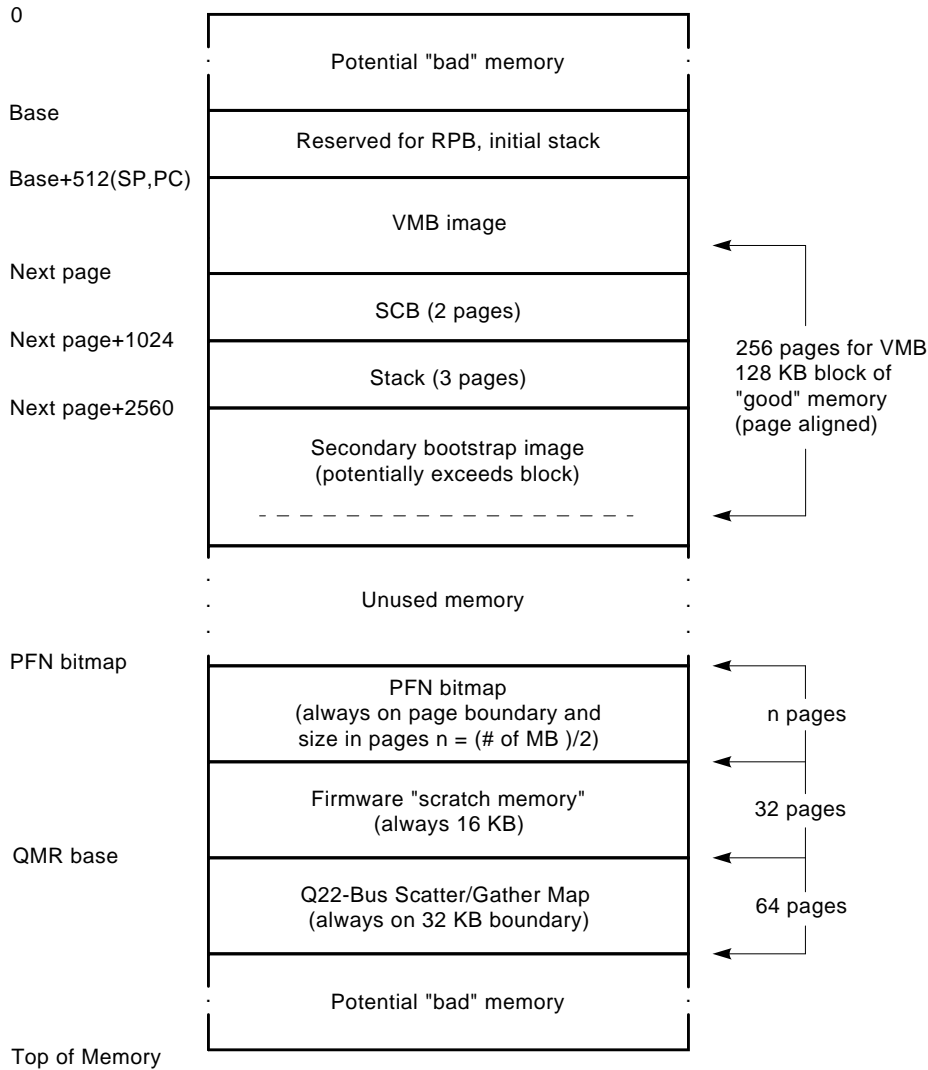 0
Potential "bad" memory
Base
Reserved for RPB, initial stack
Base+512(SP,PC)
VMB image
Next page
SCB (2 pages)
Next page+1024
256 pages for VMB
128 KB block of
"good" memory
(page aligned)
Stack (3 pages)
Next page+2560
Secondary bootstrap image
(potentially exceeds block)
Unused memory
PFN bitmap
PFN bitmap
(always on page boundary and
size in pages n = (# of MB )/2)
n pages
Firmware "scratch memory"
(always 16 KB)
32 pages
QMR base
Q22-Bus Scatter/Gather Map
(always on 32 KB boundary)
64 pages
Potential "bad" memory
Top of Memory